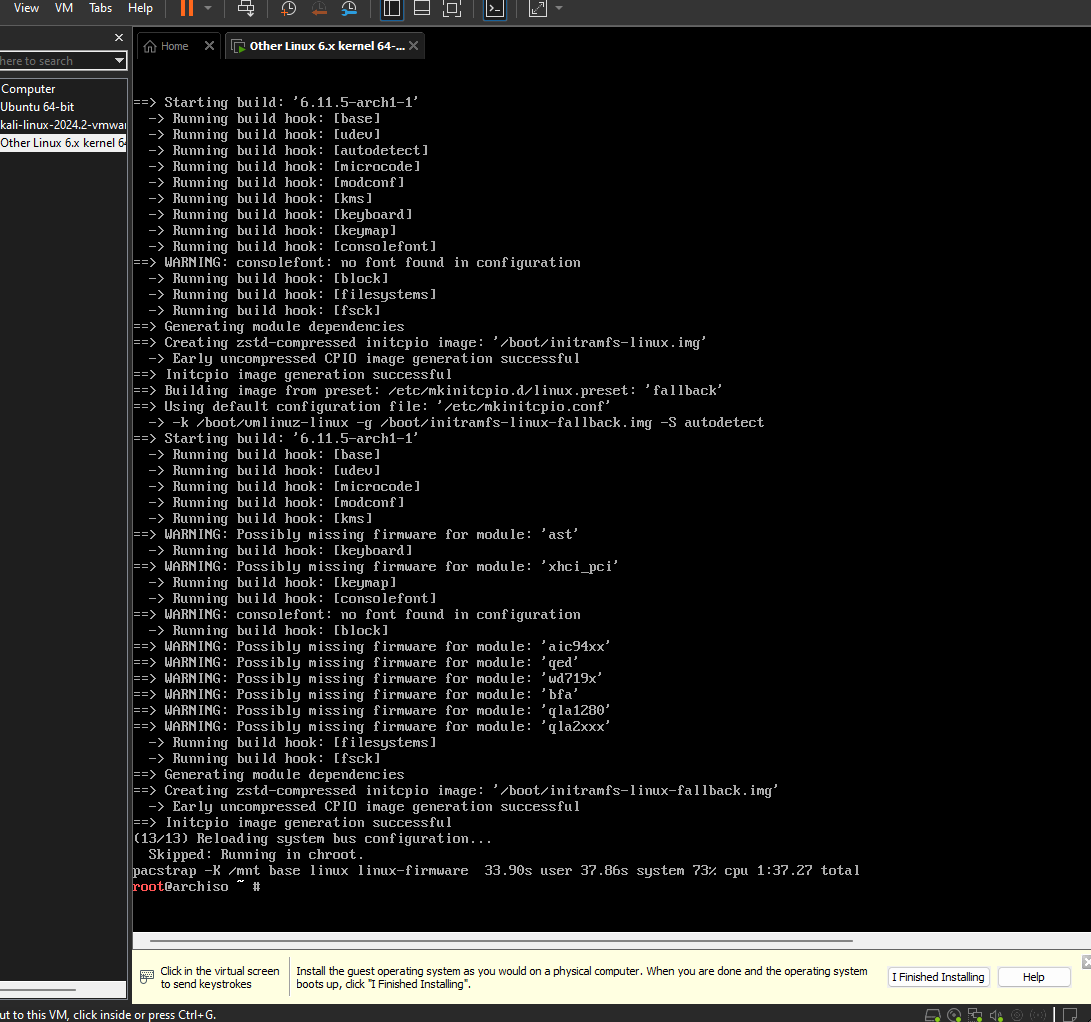 View VM Tabs Help
Home
Other Linux 6.x kernel 64-...
here to search
Computer
Ubuntu 64-bit
kali-linux-2024.2-vmwar
Other Linux 6.x kernel 64
==> Starting build: '6.11.5-arch1-1'
-> Running build hook: [base]
-> Running build hook: [udev]
-> Running build hook: [autodetect]
-> Running build hook: [microcode]
-> Running build hook: [modconf]
-> Running build hook: [kms]
-> Running build hook: [keyboard]
-> Running build hook: [keymap]
-> Running build hook: [consolefont]
==> WARNING: consolefont: no font found in configuration
-> Running build hook: [block]
-> Running build hook: [filesystems]
-> Running build hook: [fsck]
==> Generating module dependencies
==> Creating zstd-compressed initcpio image: '/boot/initramfs-linux.img'
-> Early uncompressed CPIO image generation successful
==> Initcpio image generation successful
==> Building image from preset: /etc/mkinitcpio.d/linux.preset: 'fallback'
==> Using default configuration file: '/etc/mkinitcpio.conf'
-> -k /boot/vmlinuz-linux -g /boot/initramfs-linux-fallback.img -S autodetect
==> Starting build: '6.11.5-arch1-1'
-> Running build hook: [base]
-> Running build hook: [udev]
-> Running build hook: [microcode]
-> Running build hook: [modconf]
-> Running build hook: [kms]
==> WARNING: Possibly missing firmware for module: 'ast'
-> Running build hook: [keyboard]
==> WARNING: Possibly missing firmware for module: 'xhci_pci'
-> Running build hook: [keymap]
-> Running build hook: [consolefont]
==> WARNING: consolefont: no font found in configuration
-> Running build hook: [block]
==> WARNING: Possibly missing firmware for module: 'aic94xx'
==> WARNING: Possibly missing firmware for module: 'qed'
==> WARNING: Possibly missing firmware for module: 'wd719x'
==> WARNING: Possibly missing firmware for module: 'bfa'
==> WARNING: Possibly missing firmware for module: 'qla1280'
==> WARNING: Possibly missing firmware for module: 'qla2xxx'
-> Running build hook: [filesystems]
-> Running build hook: [fsck]
==> Generating module dependencies
==> Creating zstd-compressed initcpio image: '/boot/initramfs-linux-fallback.img'
-> Early uncompressed CPIO image generation successful
==> Initcpio image generation successful
(13/13) Reloading system bus configuration...
Skipped: Running in chroot.
pacstrap -K /mnt base linux linux-firmware 33.90s user 37.86s system 73% cpu 1:37.27 total
root@archiso ~ #
Click in the virtual screen
to send keystrokes
Install the guest operating system as you would on a physical computer. When you are done and the operating system
boots up, click "I Finished Installing".
I Finished Installing
Help
ut to this VM, click inside or press Ctrl+G.